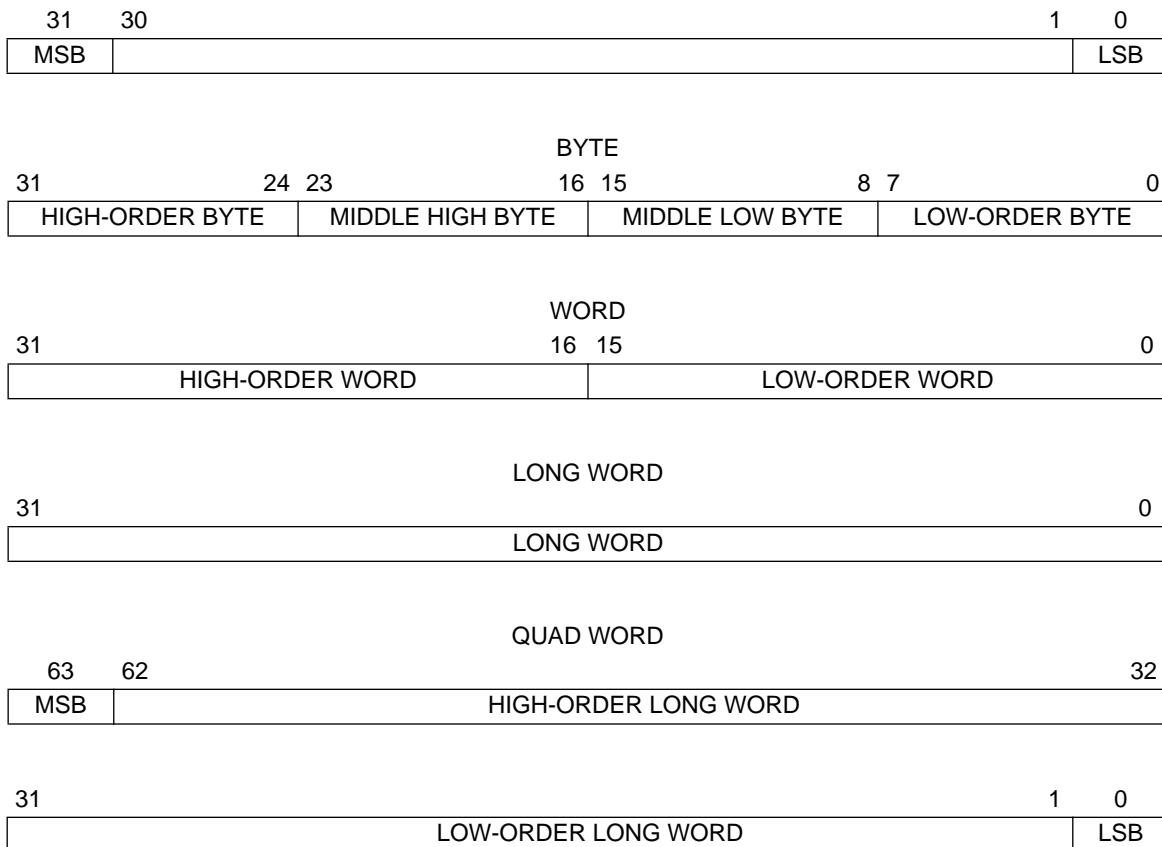 31 30 1 0
MSB LSB
BYTE
31 24 23 16 15 8 7 0
HIGH-ORDER BYTE MIDDLE HIGH BYTE MIDDLE LOW BYTE LOW-ORDER BYTE
WORD
31 16 15 0
HIGH-ORDER WORD LOW-ORDER WORD
LONG WORD
31 0
LONG WORD
QUAD WORD
63 62 32
MSB HIGH-ORDER LONG WORD
31 1 0
LOW-ORDER LONG WORD LSB